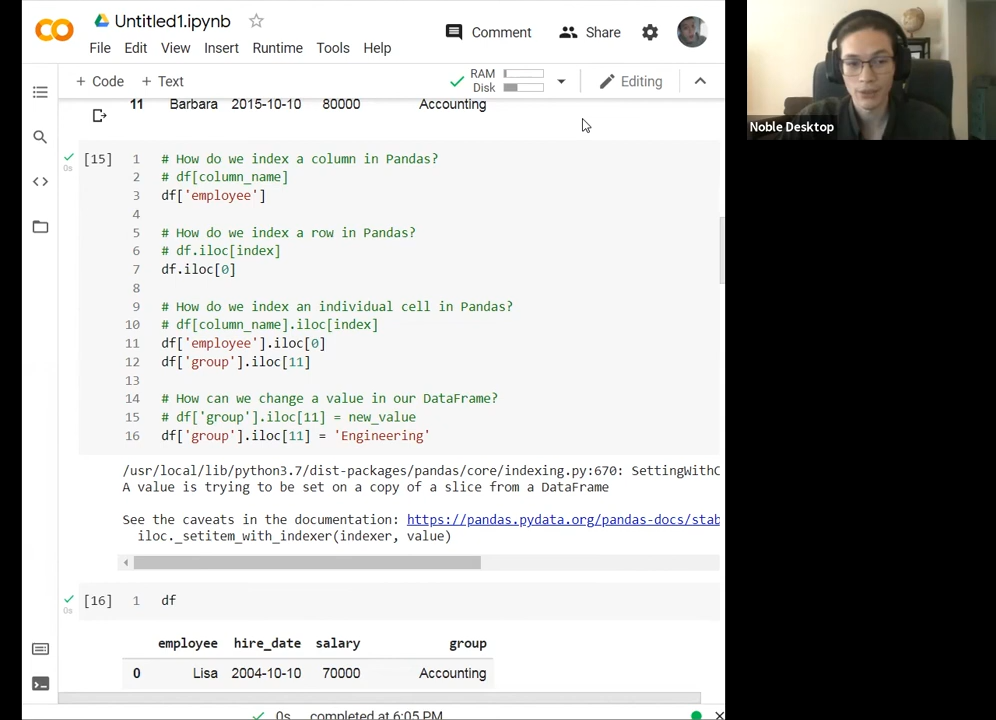 Untitled1.ipynb
Comment
Share
File Edit View Insert Runtime Tools Help
+ Code + Text
RAM
Disk
Editing
Noble Desktop
11 Barbara 2015-10-10 80000 Accounting
[15]
0s
1 # How do we index a column in Pandas?
2 # df[column_name]
3 df['employee']
4
5 # How do we index a row in Pandas?
6 # df.iloc[index]
7 df.iloc[0]
8
9 # How do we index an individual cell in Pandas?
10 # df[column_name].iloc[index]
11 df['employee'].iloc[0]
12 df['group'].iloc[11]
13
14 # How can we change a value in our DataFrame?
15 # df['group'].iloc[11] = new_value
16 df['group'].iloc[11] = 'Engineering'
/usr/local/lib/python3.7/dist-packages/pandas/core/indexing.py:670: SettingWithC
A value is trying to be set on a copy of a slice from a DataFrame
See the caveats in the documentation: https://pandas.pydata.org/pandas-docs/stab
iloc._setitem_with_indexer(indexer, value)
[16] 1 df
0s
employee hire_date salary group
0 Lisa 2004-10-10 70000 Accounting
0s completed at 6:05 PM